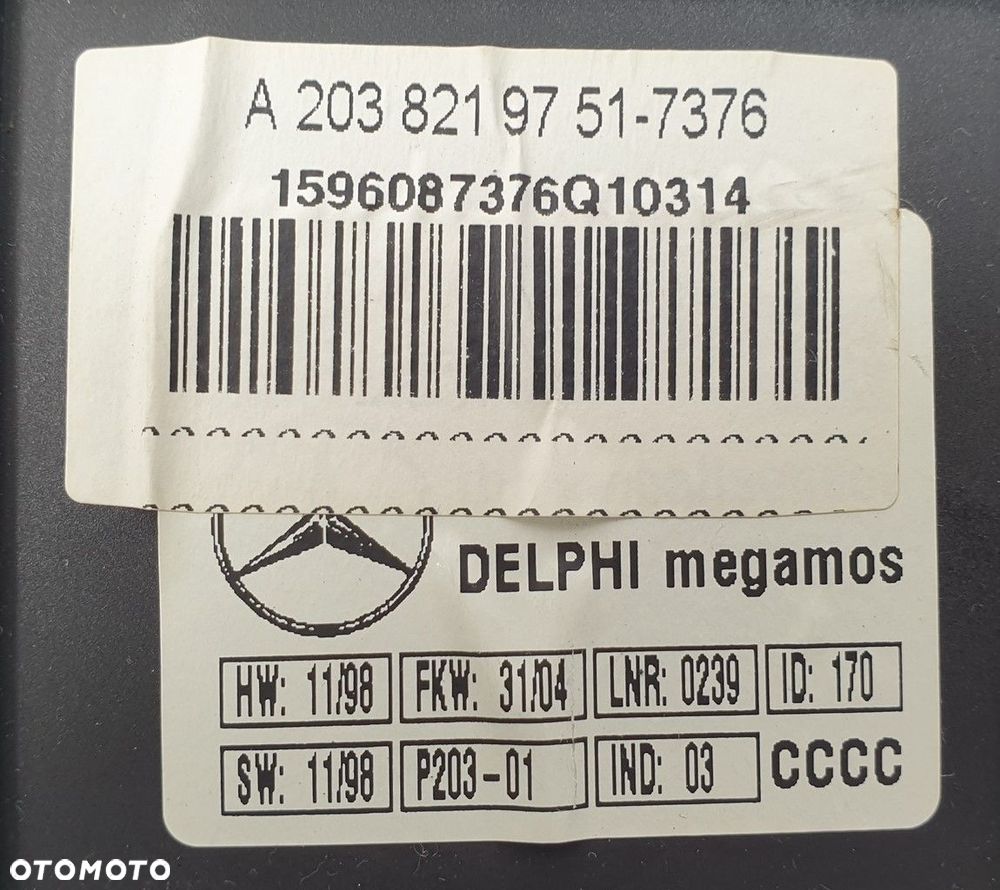 A 203 821 97 51-7376
1596087376Q10314
DELPHI megamos
HW: 11/98 FKW: 31/04 LNR: 0239 ID: 170
SW: 11/98 P203-01 IND: 03 CCCC
OTOMOTO